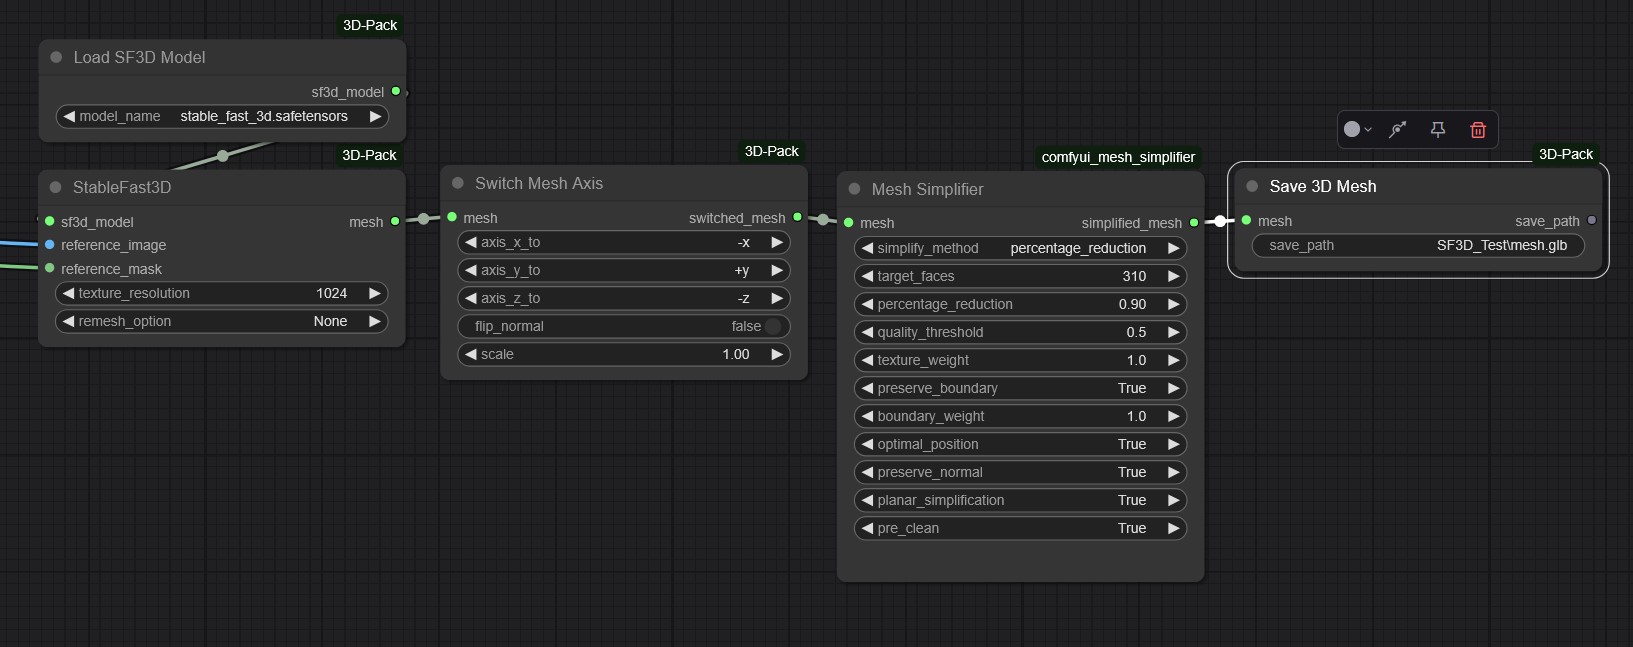 3D-Pack
Load SF3D Model
sf3d_model
model_name stable_fast_3d.safetensors
3D-Pack
StableFast3D
sf3d_model mesh
reference_image
reference_mask
texture_resolution 1024
remesh_option None
3D-Pack
Switch Mesh Axis
mesh switched_mesh
axis_x_to -x
axis_y_to +y
axis_z_to -z
flip_normal false
scale 1.00
comfyui_mesh_simplifier
Mesh Simplifier
mesh simplified_mesh
simplify_method percentage_reduction
target_faces 310
percentage_reduction 0.90
quality_threshold 0.5
texture_weight 1.0
preserve_boundary True
boundary_weight 1.0
optimal_position True
preserve_normal True
planar_simplification True
pre_clean True
3D-Pack
Save 3D Mesh
mesh save_path
save_path SF3D_Test\mesh.glb